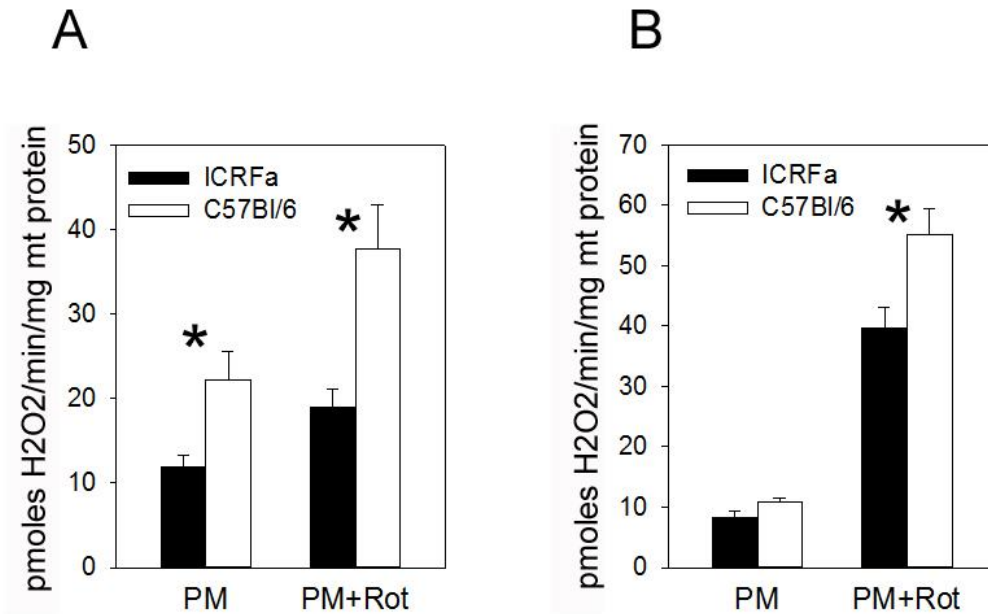 A
pmoles H2O2/min/mg mt protein
50
40
30
20
10
0
ICRFa
C57Bl/6
*
*
PM
PM+Rot
B
pmoles H2O2/min/mg mt protein
70
60
50
40
30
20
10
0
ICRFa
C57Bl/6
*
PM
PM+Rot